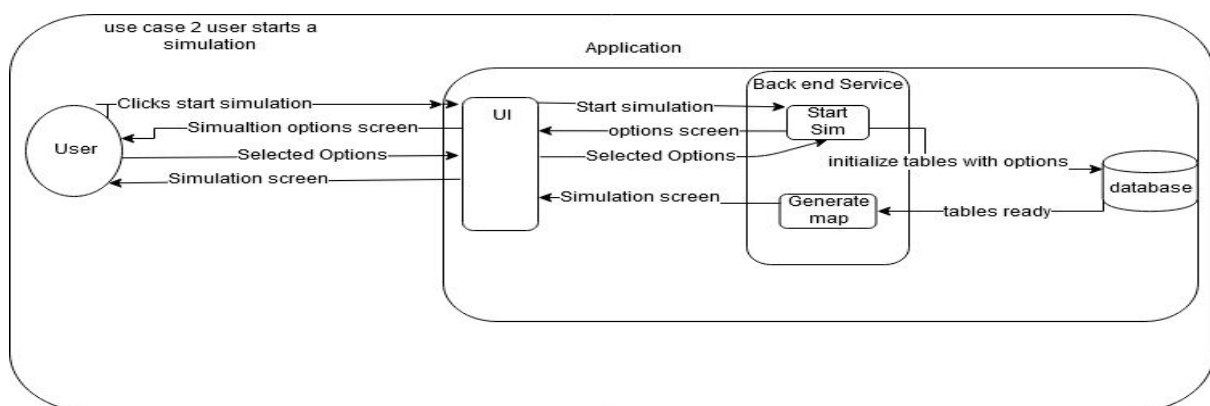 use case 2 user starts a
simulation
Application
Back end Service
Clicks start simulation
UI
Start simulation
Start
Sim
Simualtion options screen
options screen
User
Selected Options
Selected Options
initialize tables with options
Simulation screen
database
Simulation screen
Generate
map
tables ready